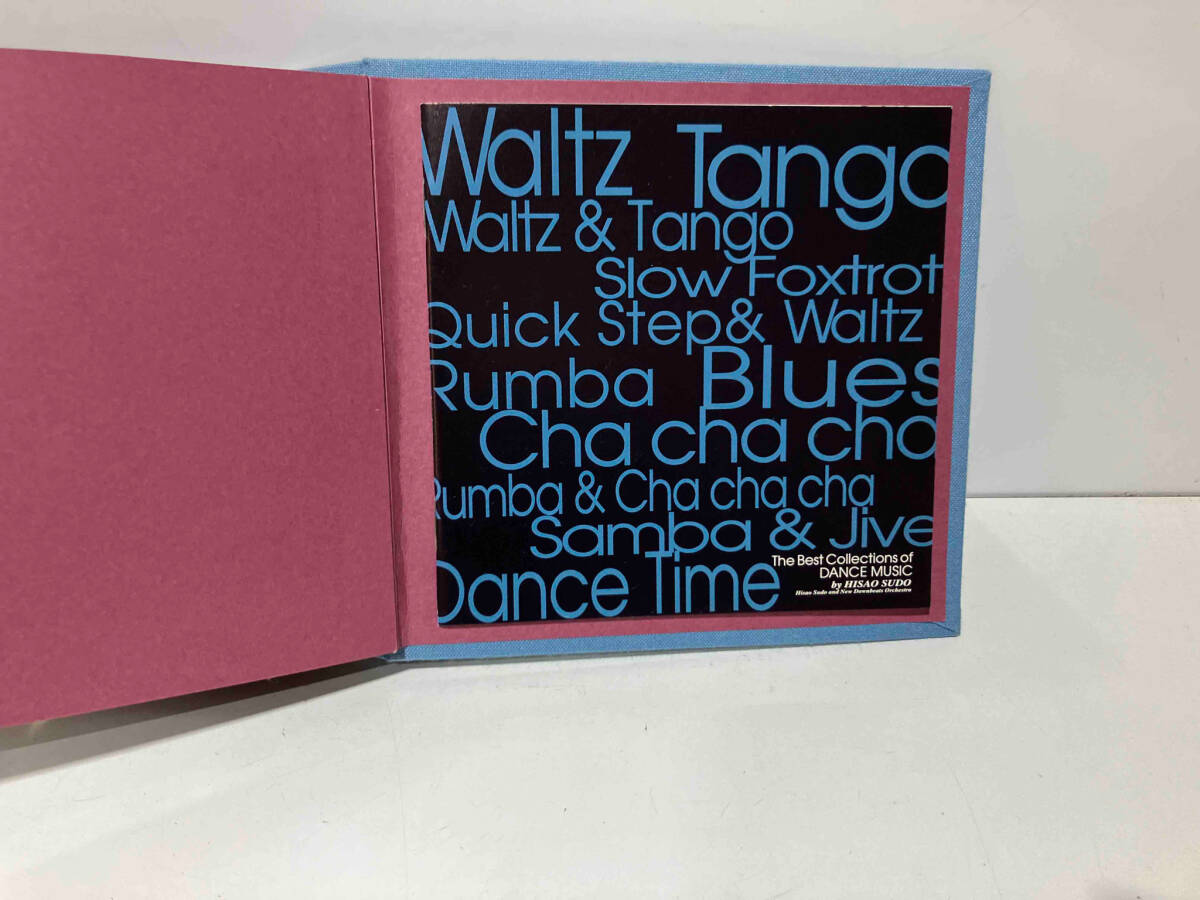 Waltz Tango
Waltz & Tango
Slow Foxtrot
Quick Step & Waltz
Rumba Blues
Cha cha cha
Rumba & Cha cha cha
Samba & Jive
Dance Time
The Best Collections of
DANCE MUSIC
by HISAO SUDO
Hisao Sudo and New Downbeats Orchestra